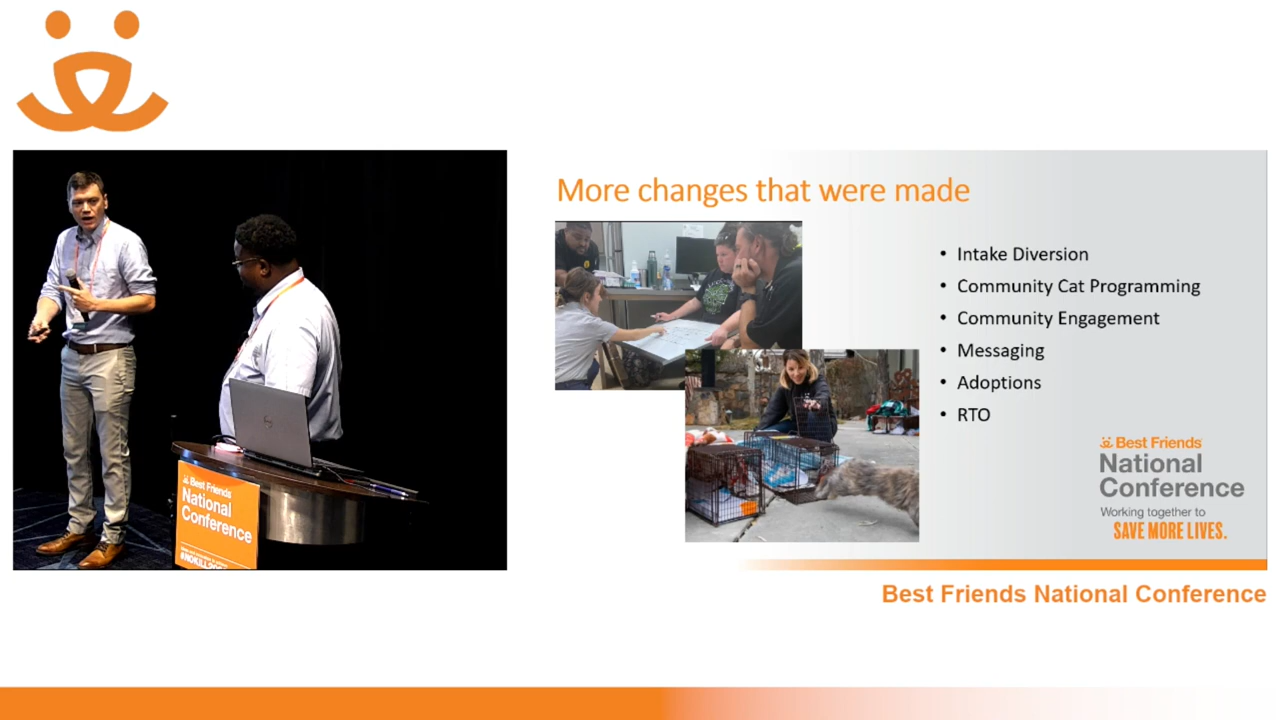 Best Friends
National
Conference
More changes that were made
• Intake Diversion
• Community Cat Programming
• Community Engagement
• Messaging
• Adoptions
• RTO
Best Friends
National
Conference
Working together to
SAVE MORE LIVES.
Best Friends National Conference